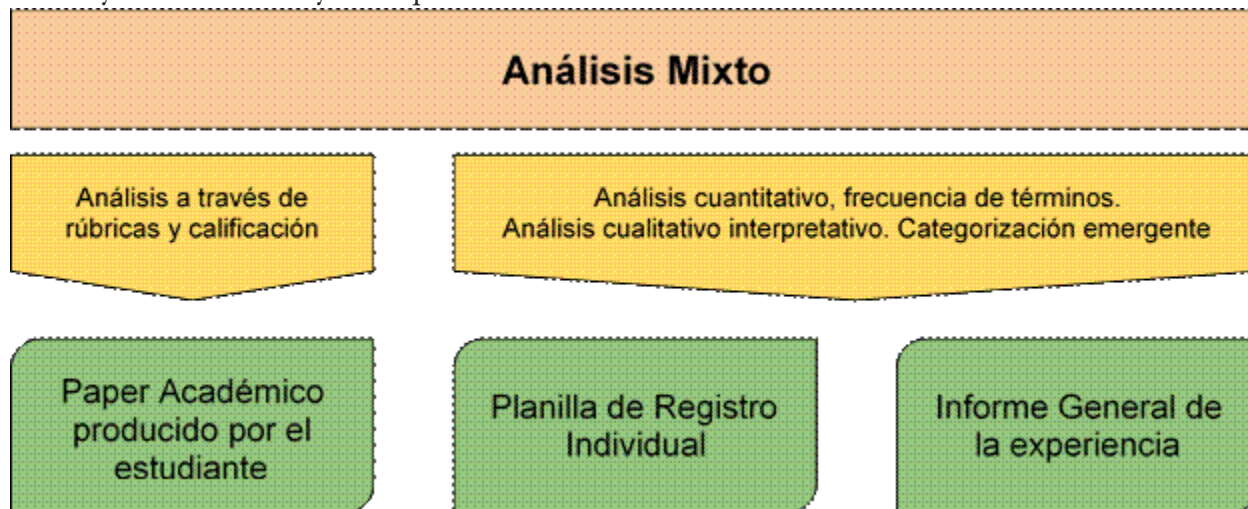 Análisis Mixto
Análisis a través de
rúbricas y calificación
Análisis cuantitativo, frecuencia de términos.
Análisis cualitativo interpretativo. Categorización emergente
Paper Académico
producido por el
estudiante
Planilla de Registro
Individual
Informe General de
la experiencia